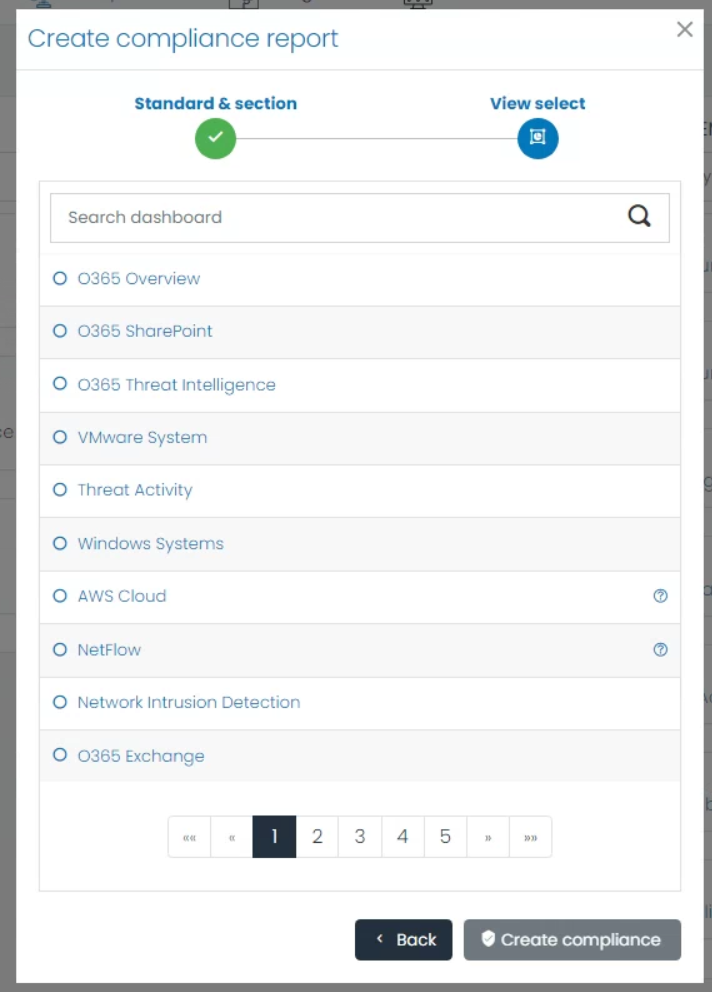 Create compliance report
Standard & section
View select
Search dashboard
O365 Overview
O365 SharePoint
O365 Threat Intelligence
VMware System
Threat Activity
Windows Systems
AWS Cloud
NetFlow
Network Intrusion Detection
O365 Exchange
«« « 1 2 3 4 5 » »»
Back Create compliance